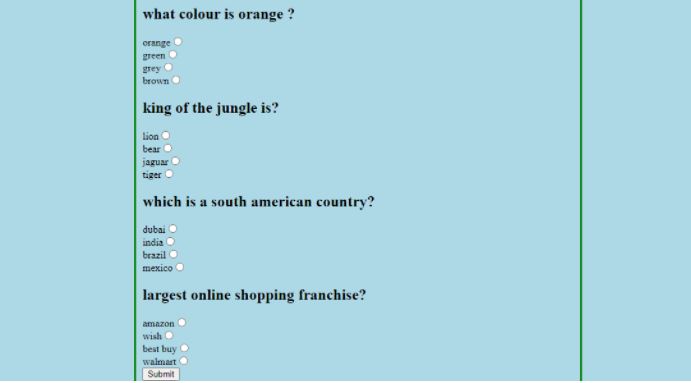 what colour is orange ?
orange
green
grey
brown
king of the jungle is?
lion
bear
jaguar
tiger
which is a south american country?
dubai
india
brazil
mexico
largest online shopping franchise?
amazon
wish
best buy
walmart
Submit